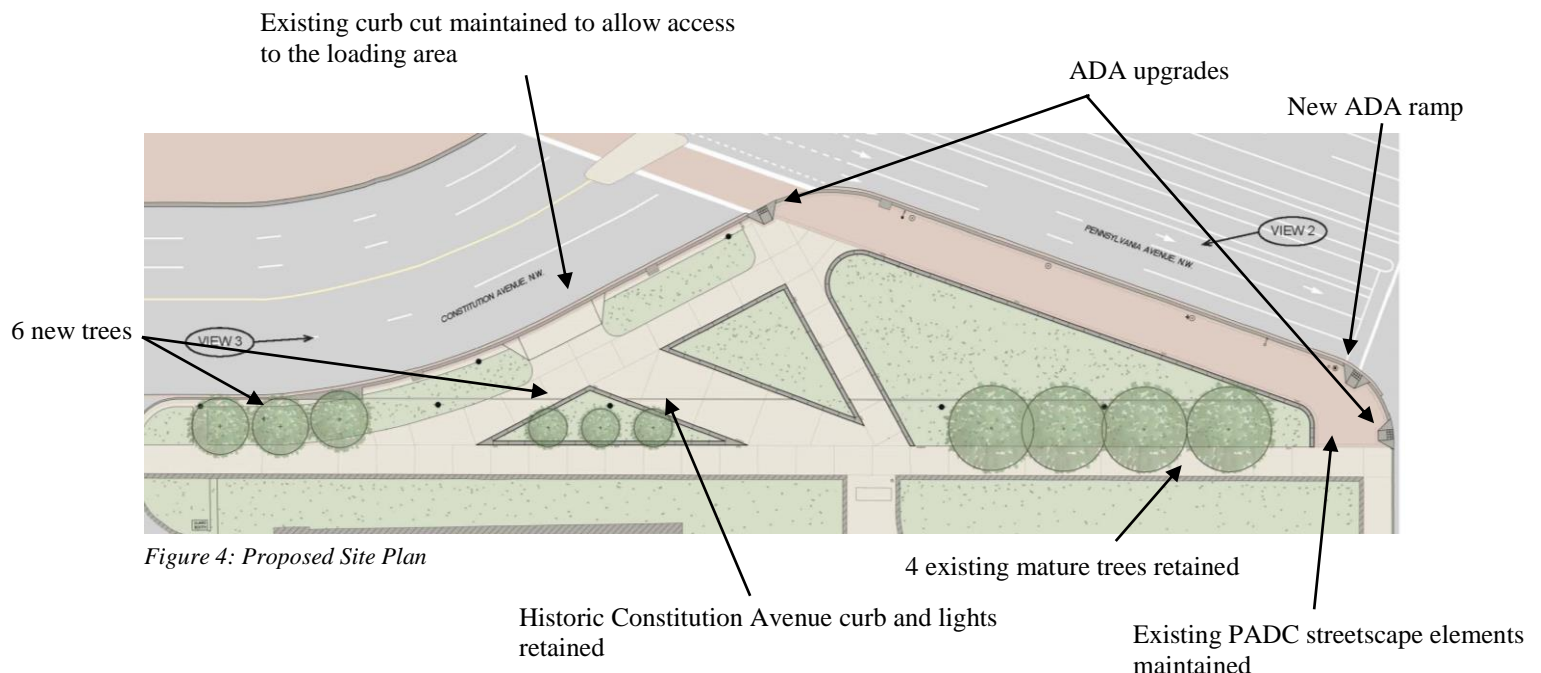 Existing curb cut maintained to allow access
to the loading area
ADA upgrades
New ADA ramp
VIEW 2
PENNSYLVANIA AVENUE, N.W.
CONSTITUTION AVENUE, N.W.
6 new trees
VIEW 3
Figure 4: Proposed Site Plan
4 existing mature trees retained
Historic Constitution Avenue curb and lights
retained
Existing PADC streetscape elements
maintained